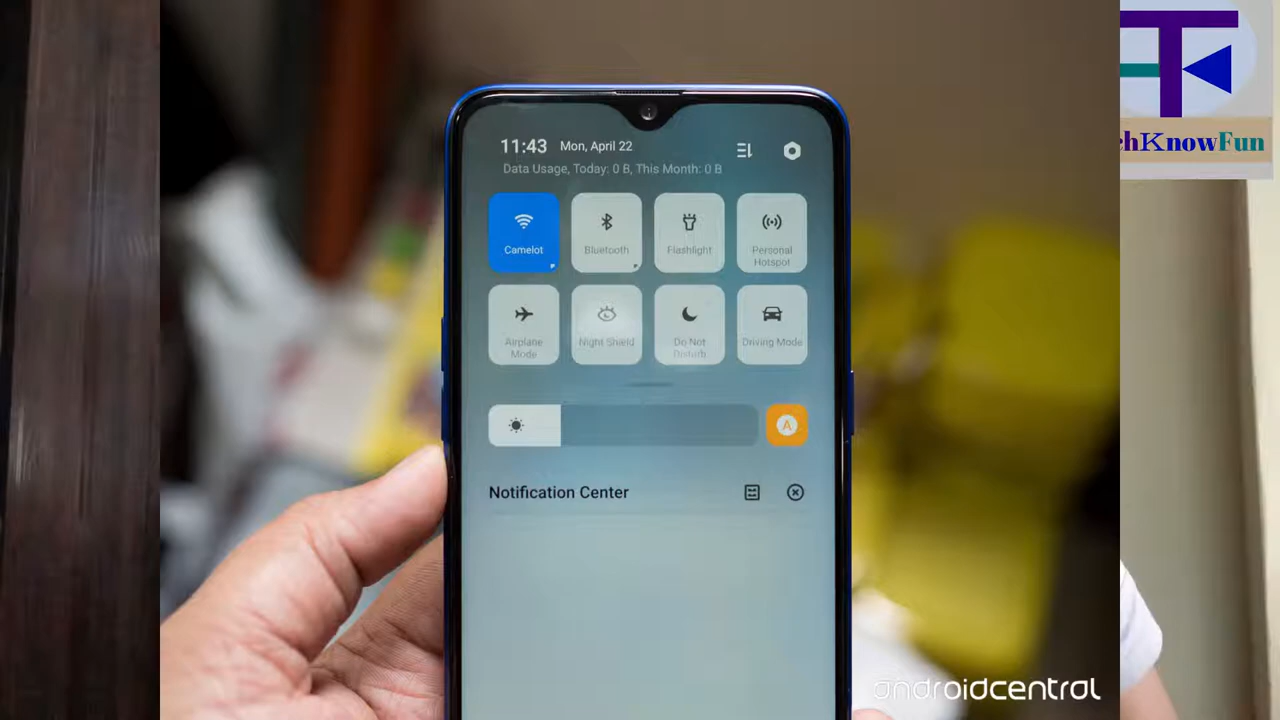 11:43 Mon, April 22
Data Usage, Today: 0 B, This Month: 0 B
Camelot
Bluetooth
Flashlight
Personal
Hotspot
Airplane
Mode
Night Shield
Do Not
Disturb
Driving Mode
A
Notification Center
androidcentral
T
chKnowFun